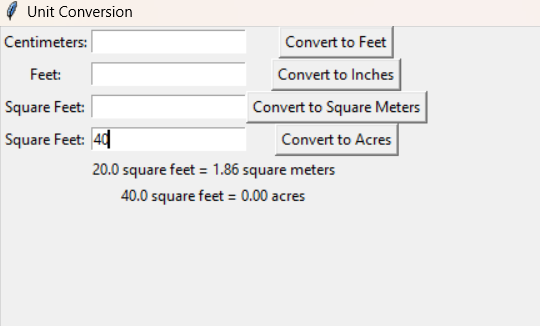 Unit Conversion
Centimeters: Convert to Feet
Feet: Convert to Inches
Square Feet: Convert to Square Meters
Square Feet: 40 Convert to Acres
20.0 square feet = 1.86 square meters
40.0 square feet = 0.00 acres